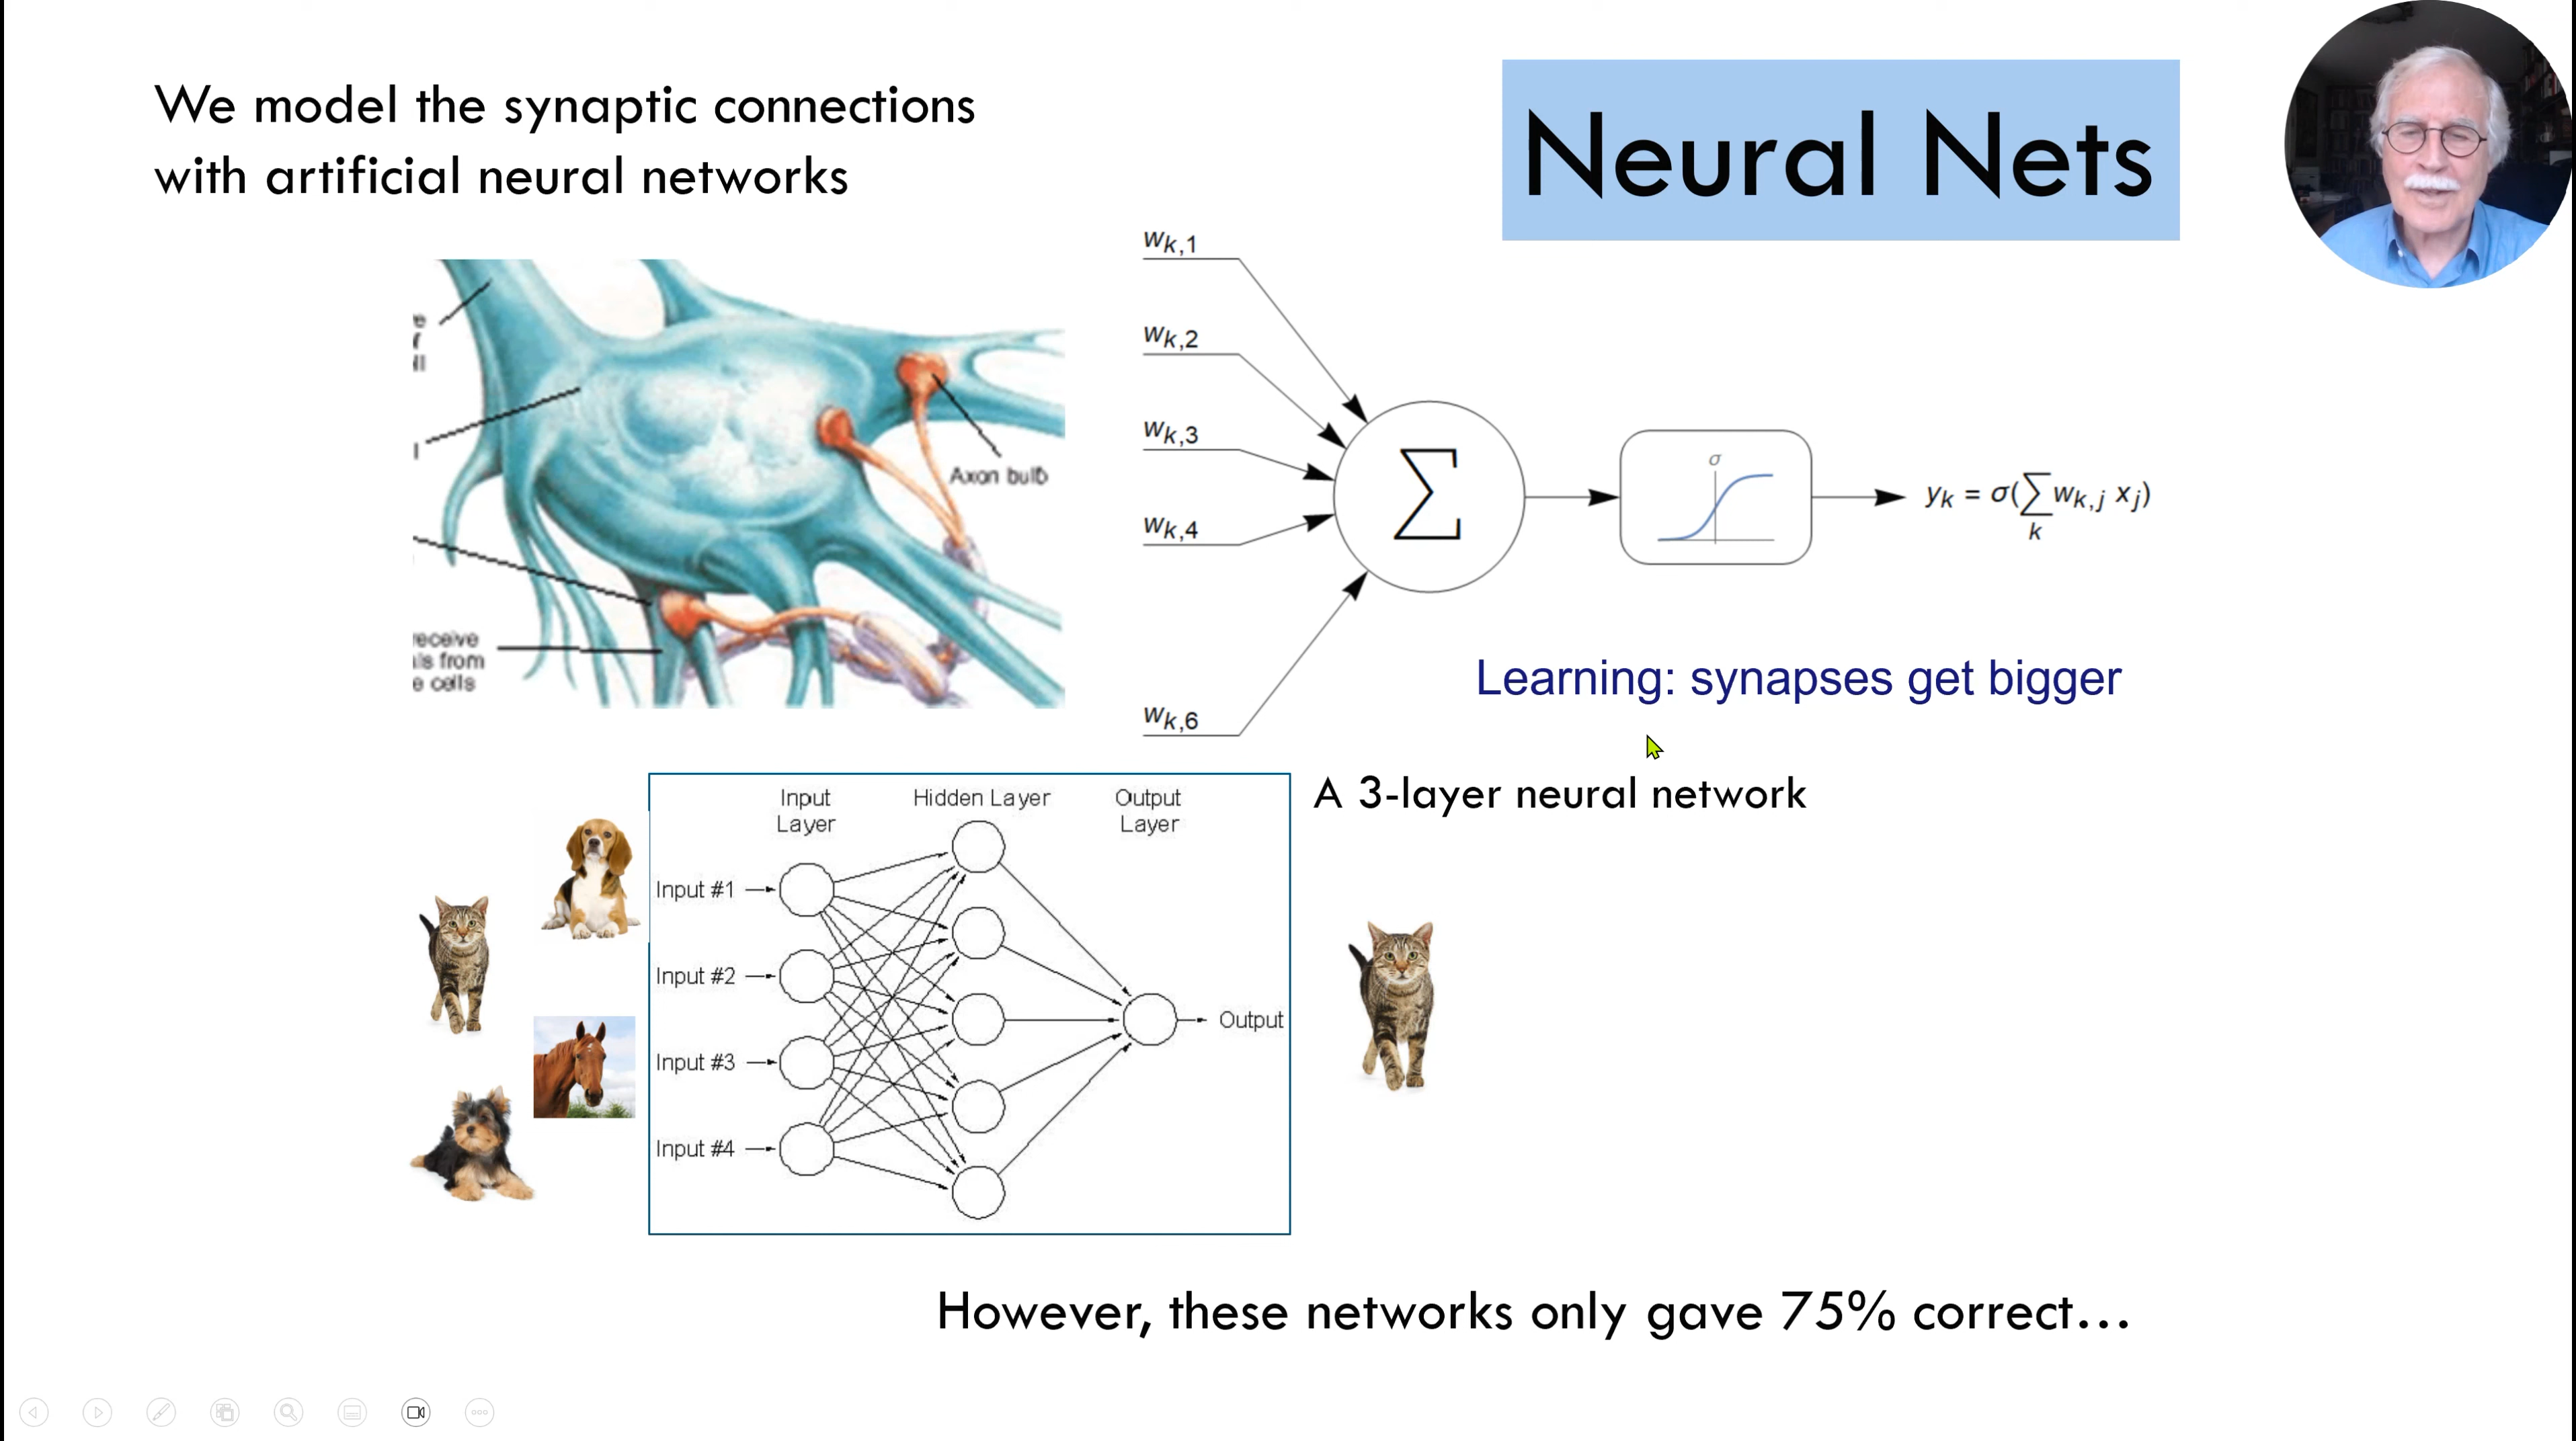 We model the synaptic connections
with artificial neural networks
Neural Nets
Axon bulb
receive
from
cells
wk,1
wk,2
wk,3
wk,4
wk,6
Σ
σ
yk = σ(∑ wk,j xj)
k
Learning: synapses get bigger
A 3-layer neural network
Input
Layer
Hidden Layer
Output
Layer
Input #1
Input #2
Input #3
Input #4
Output
However, these networks only gave 75% correct...